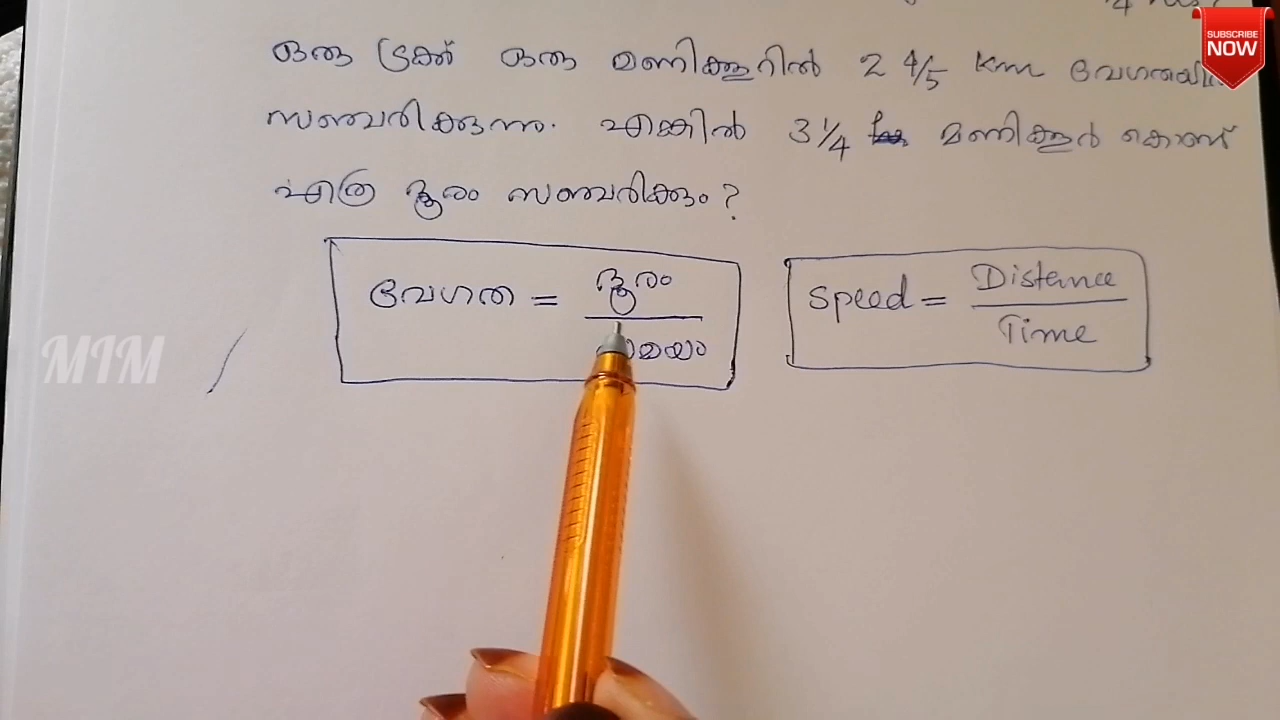 ഒരു ട്രക്ക് ഒരു മണിക്കൂറിൽ 2 4/5 Km വേഗതയിൽ
സഞ്ചരിക്കുന്നു. എങ്കിൽ 3 1/4 മണിക്കൂർ കൊണ്ട്
എത്ര ദൂരം സഞ്ചരിക്കും?
വേഗത = ദൂരം
സമയം
Speed = Distance
Time
MIM
SUBSCRIBE
NOW